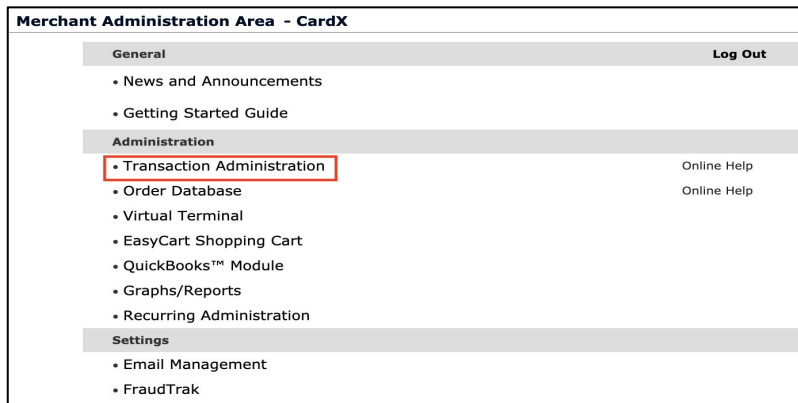 Merchant Administration Area - CardX
General Log Out
• News and Announcements
• Getting Started Guide
Administration
• Transaction Administration Online Help
• Order Database Online Help
• Virtual Terminal
• EasyCart Shopping Cart
• QuickBooks™ Module
• Graphs/Reports
• Recurring Administration
Settings
• Email Management
• FraudTrak